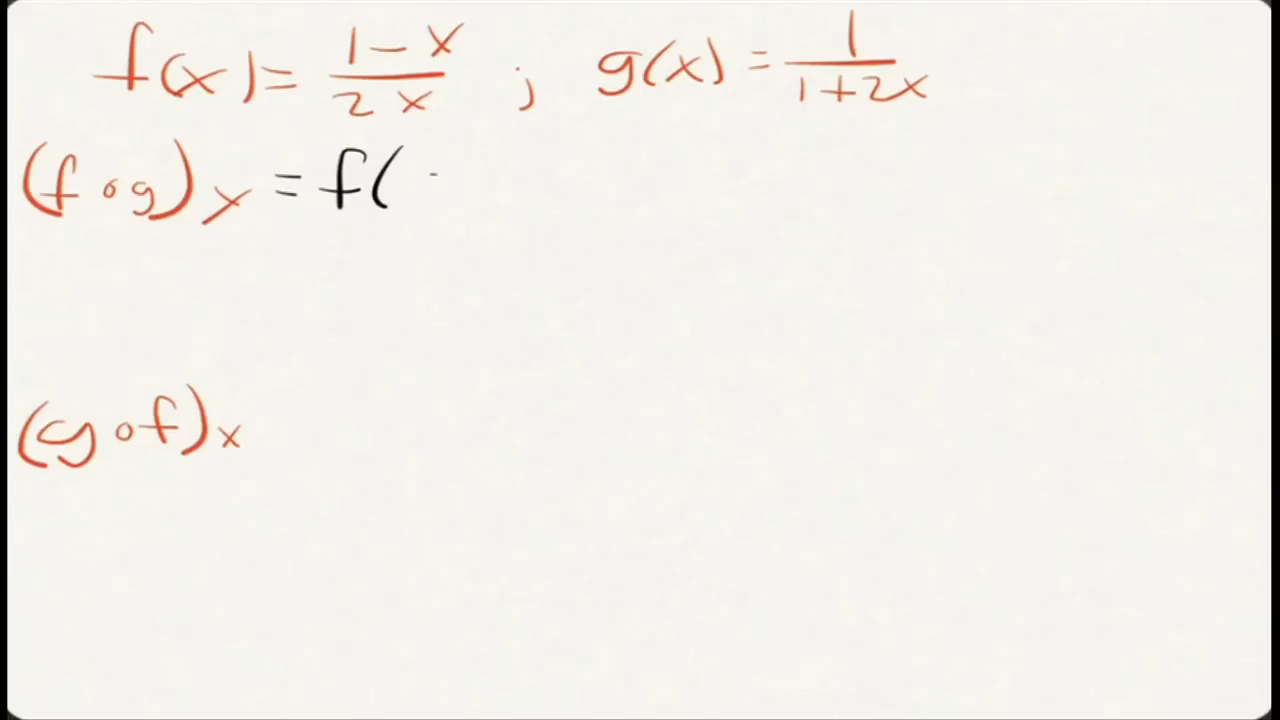 f(x) = (1 - x)/(2x) ; g(x) = 1/(1+2x)
(f∘g)x = f(
(g∘f)x